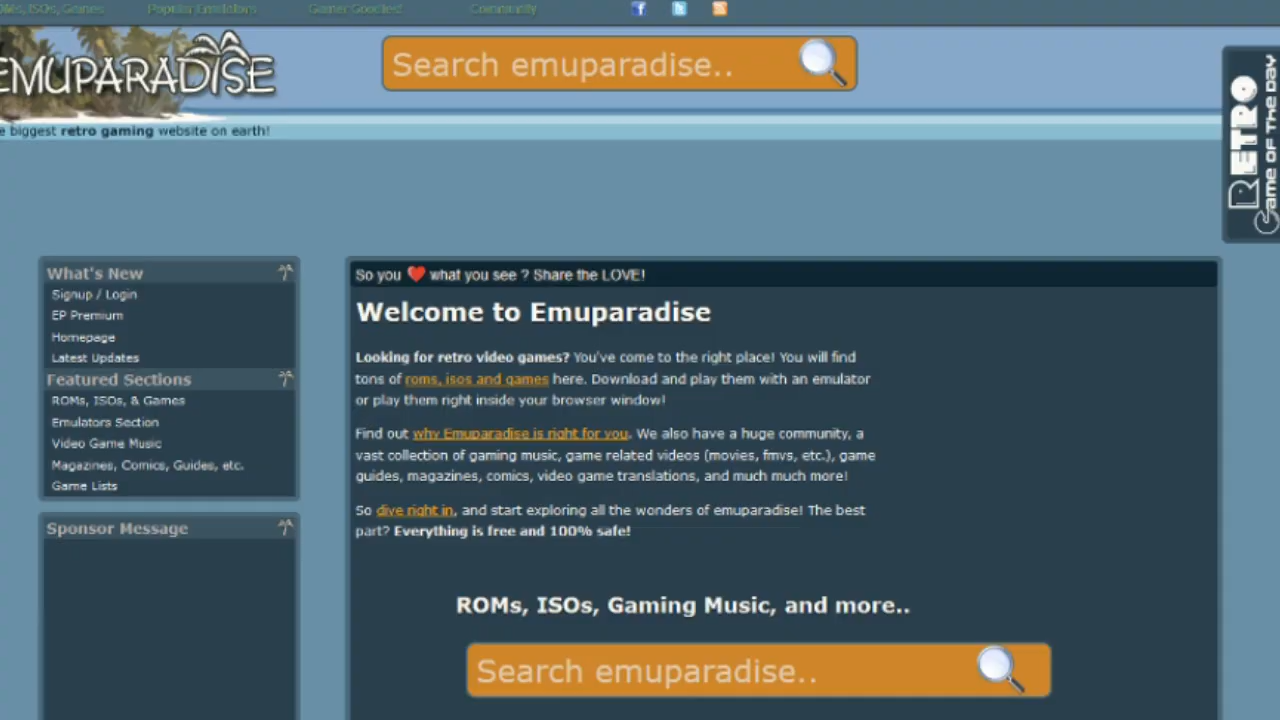 ROMs, ISOs, Games Popular Emulators Gamer Goodies! Community
EMUPARADISE
Search emuparadise..
e biggest retro gaming website on earth!
RETRO
Game OF The DAY
What's New
Signup / Login
EP Premium
Homepage
Latest Updates
Featured Sections
ROMs, ISOs, & Games
Emulators Section
Video Game Music
Magazines, Comics, Guides, etc.
Game Lists
Sponsor Message
So you ❤ what you see ? Share the LOVE!
Welcome to Emuparadise
Looking for retro video games? You've come to the right place! You will find
tons of roms, isos and games here. Download and play them with an emulator
or play them right inside your browser window!
Find out why Emuparadise is right for you. We also have a huge community, a
vast collection of gaming music, game related videos (movies, fmvs, etc.), game
guides, magazines, comics, video game translations, and much much more!
So dive right in, and start exploring all the wonders of emuparadise! The best
part? Everything is free and 100% safe!
ROMs, ISOs, Gaming Music, and more..
Search emuparadise..